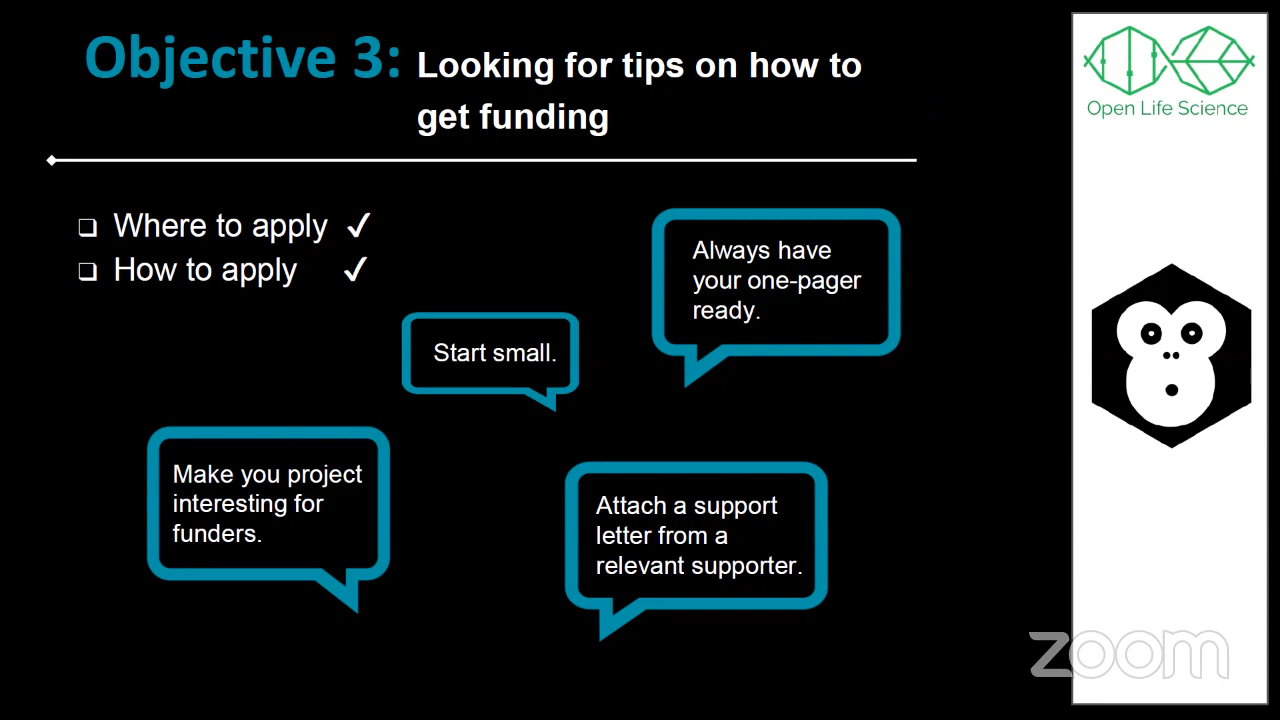 Objective 3: Looking for tips on how to
get funding
Where to apply ✓
How to apply ✓
Always have
your one-pager
ready.
Start small.
Make you project
interesting for
funders.
Attach a support
letter from a
relevant supporter.
Open Life Science
zoom